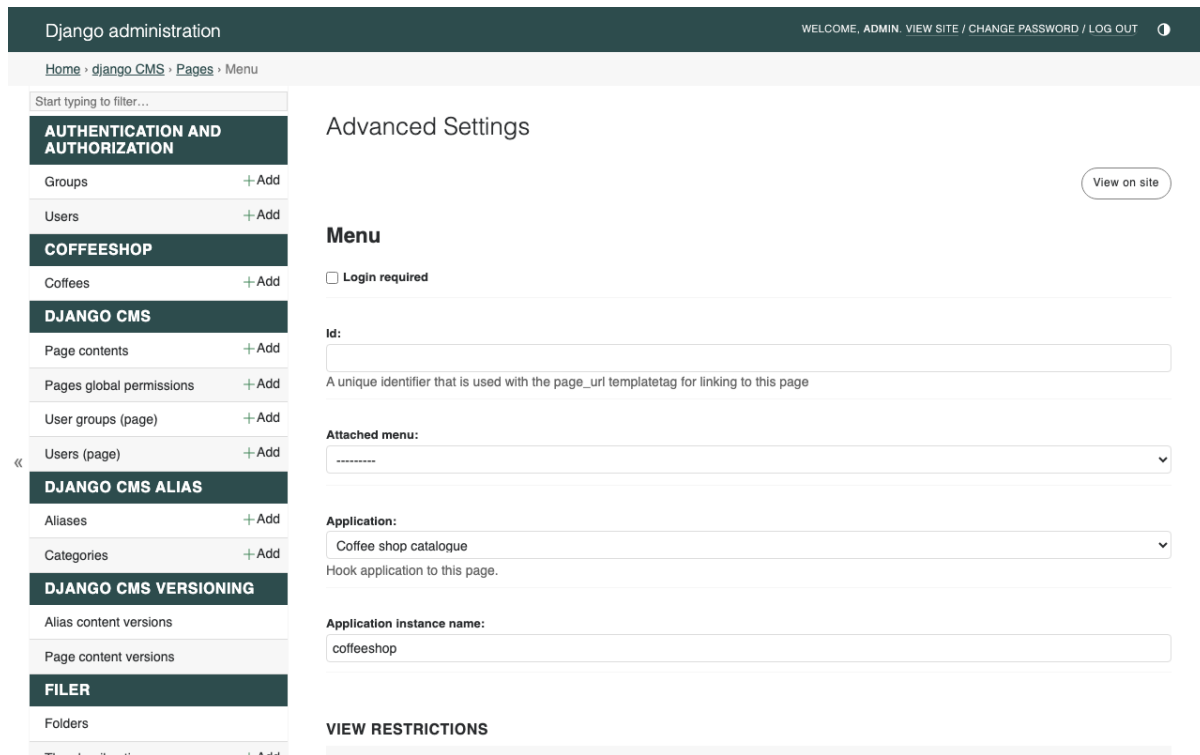 Django administration
WELCOME, ADMIN. VIEW SITE / CHANGE PASSWORD / LOG OUT
Home › django CMS › Pages › Menu
Start typing to filter…
AUTHENTICATION AND
AUTHORIZATION
Groups
+Add
Users
+Add
COFFEESHOP
Coffees
+Add
DJANGO CMS
Page contents
+Add
Pages global permissions
+Add
User groups (page)
+Add
Users (page)
+Add
DJANGO CMS ALIAS
Aliases
+Add
Categories
+Add
DJANGO CMS VERSIONING
Alias content versions
Page content versions
FILER
Folders
«
Advanced Settings
View on site
Menu
Login required
Id:
A unique identifier that is used with the page_url templatetag for linking to this page
Attached menu:
---------
Application:
Coffee shop catalogue
Hook application to this page.
Application instance name:
coffeeshop
VIEW RESTRICTIONS